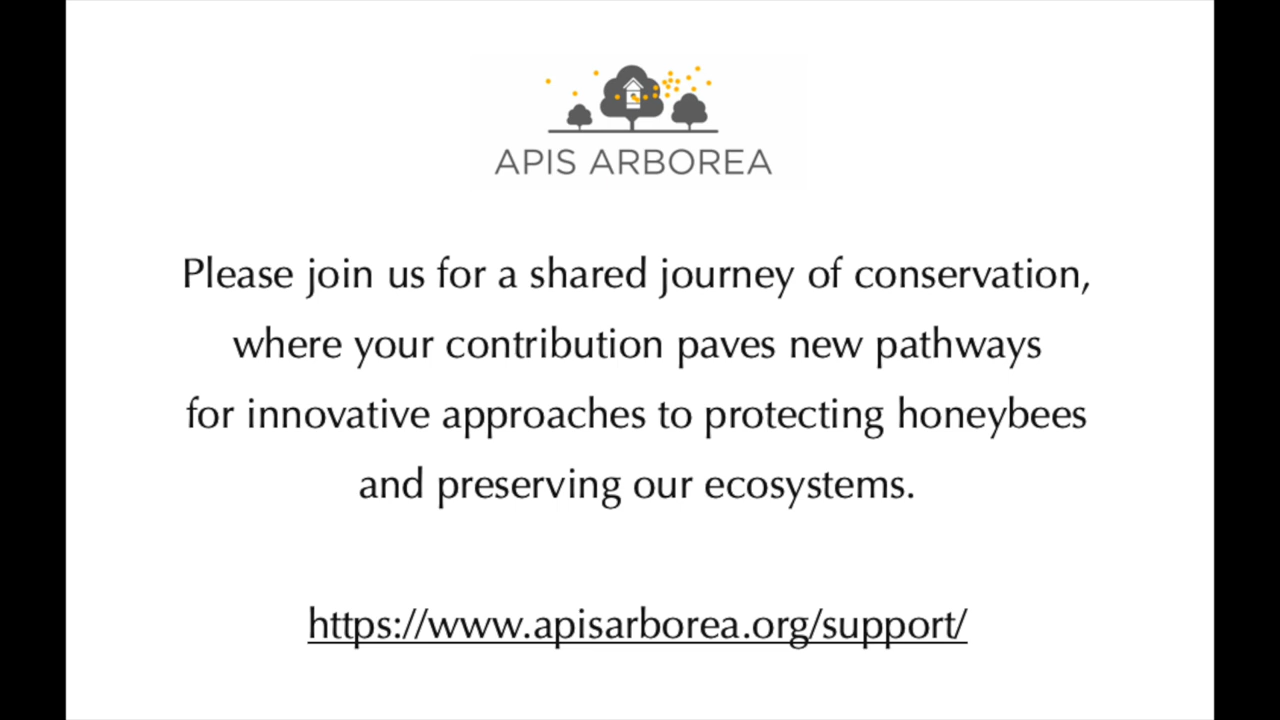 APIS ARBOREA
Please join us for a shared journey of conservation,
where your contribution paves new pathways
for innovative approaches to protecting honeybees
and preserving our ecosystems.
https://www.apisarborea.org/support/